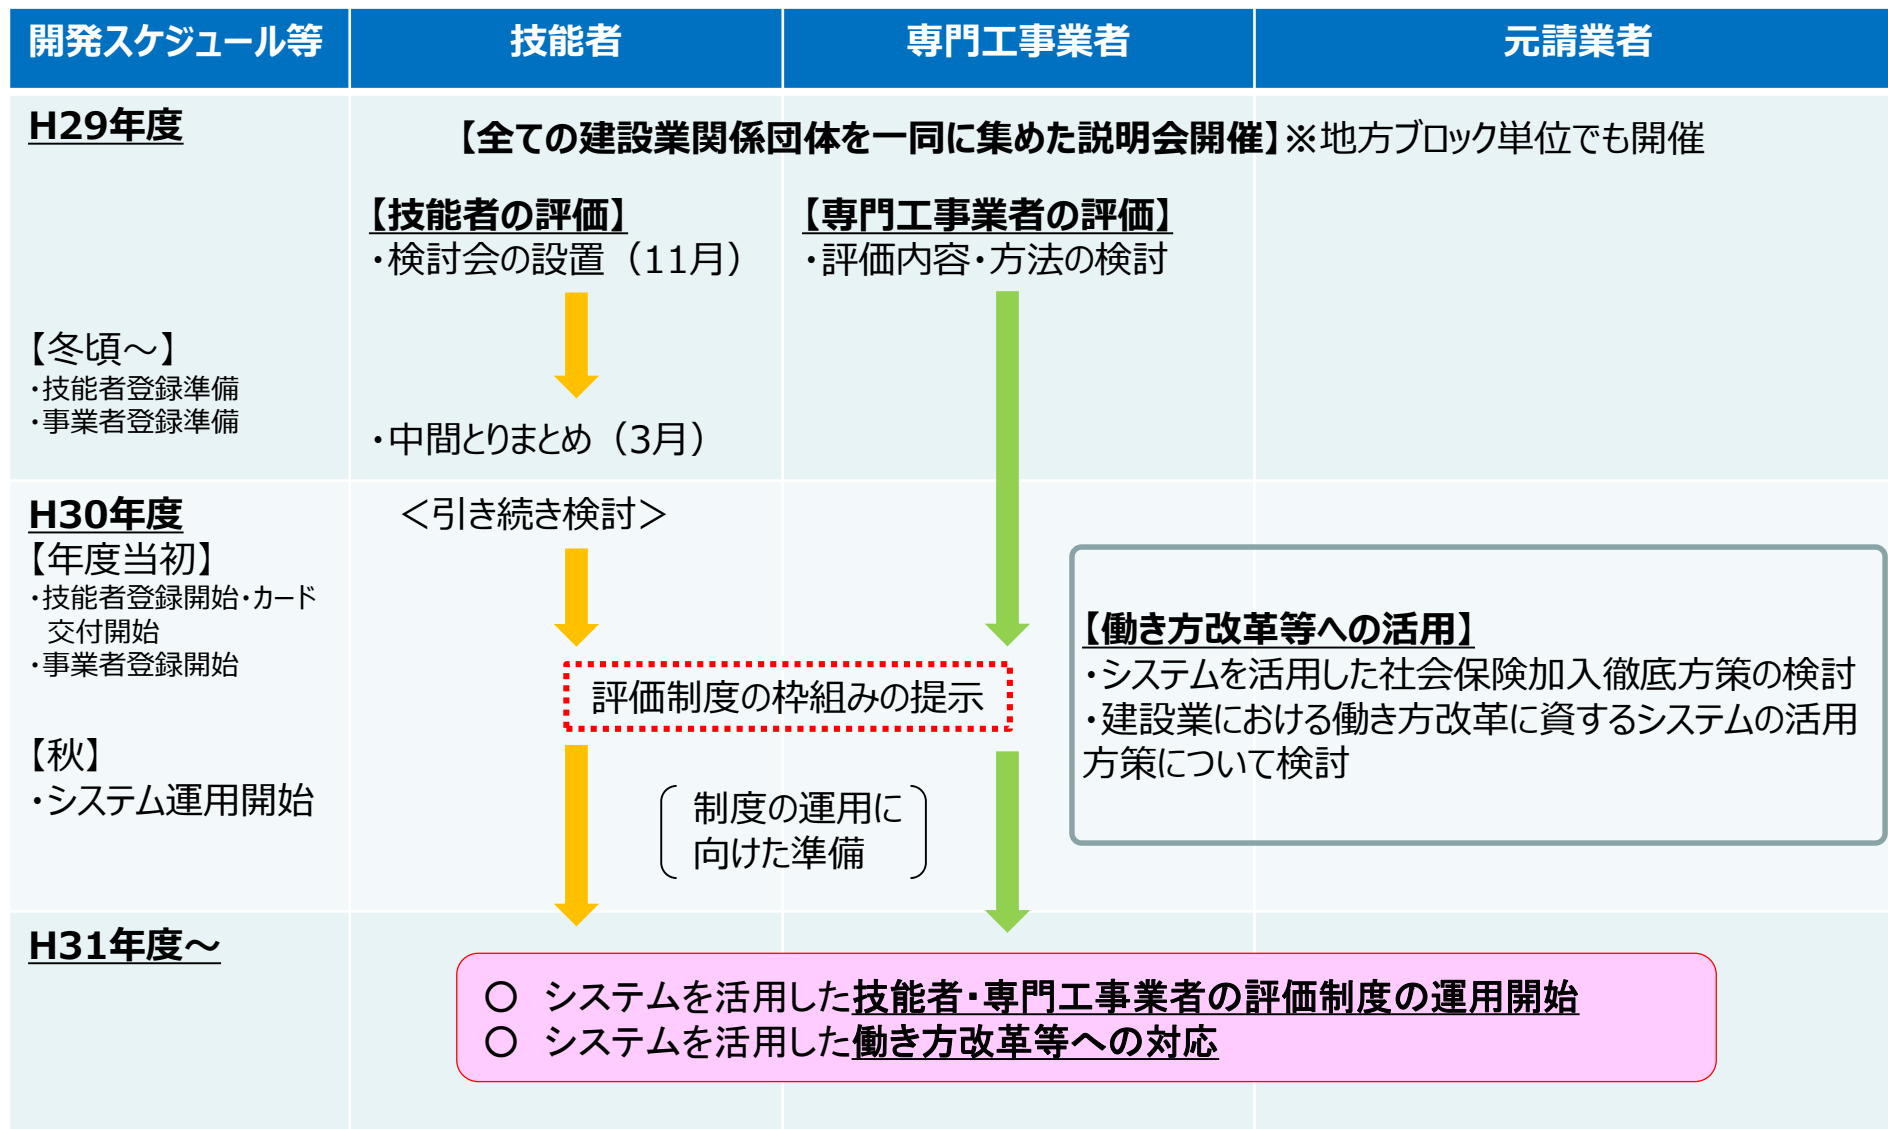 開発スケジュール等
技能者
専門工事業者
元請業者
H29年度
【全ての建設業関係団体を一同に集めた説明会開催】※地方ブロック単位でも開催
【技能者の評価】
・検討会の設置（11月）
【専門工事業者の評価】
・評価内容・方法の検討
【冬頃～】
・技能者登録準備
・事業者登録準備
・中間とりまとめ（3月）
H30年度
【年度当初】
・技能者登録開始・カード
交付開始
・事業者登録開始
【秋】
・システム運用開始
＜引き続き検討＞
評価制度の枠組みの提示
制度の運用に
向けた準備
【働き方改革等への活用】
・システムを活用した社会保険加入徹底方策の検討
・建設業における働き方改革に資するシステムの活用
方策について検討
H31年度～
○ システムを活用した技能者・専門工事業者の評価制度の運用開始
○ システムを活用した働き方改革等への対応